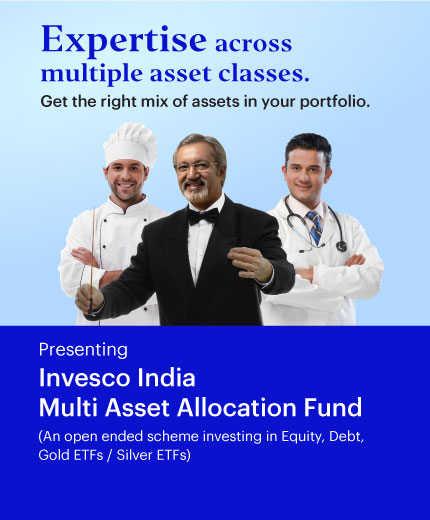 Expertise across
multiple asset classes.
Get the right mix of assets in your portfolio.
Presenting
Invesco India
Multi Asset Allocation Fund
(An open ended scheme investing in Equity, Debt,
Gold ETFs / Silver ETFs)